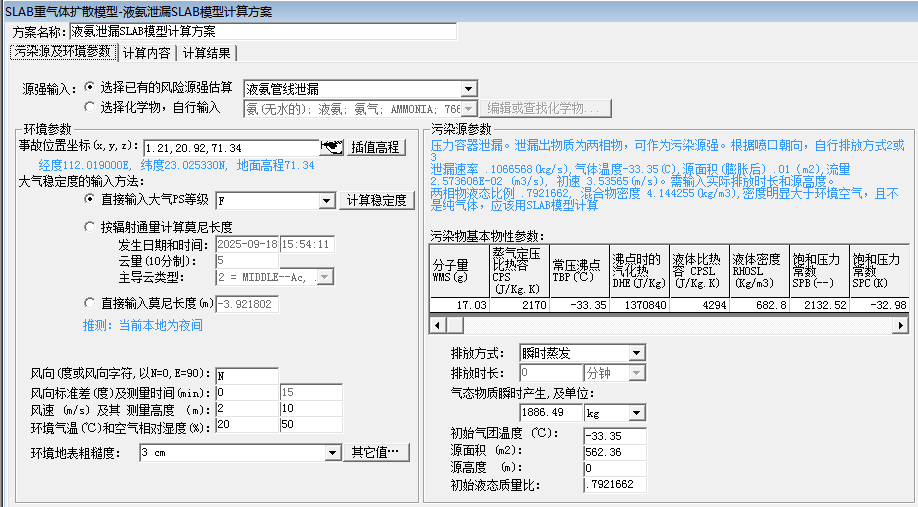 SLAB重气体扩散模型-液氨泄漏SLAB模型计算方案
方案名称: 液氨泄漏SLAB模型计算方案
污染源及环境参数 计算内容 计算结果
源强输入: 选择已有的风险源强估算 液氨管线泄漏
选择化学物, 自行输入 氨(无水的); 液氨; 氨气; AMMONIA; 766 编辑或查找化学物...
环境参数
事故位置坐标(x,y,z): 1.21,20.92,71.34 插值高程
经度112.019000E, 纬度23.025330N, 地面高程71.34
大气稳定度的输入方法:
直接输入大气PS等级 F 计算稳定度
按辐射通量计算莫尼长度
发生日期和时间: 2025-09-18 15:54:11
云量(10分制): 5
主导云类型: 2 = MIDDLE--Ac, .
直接输入莫尼长度(m) -3.921802
推测: 当前本地为夜间
风向(度或风向字符,以N=0,E=90): N
风向标准差(度)及测量时间(min): 0 15
风速 (m/s) 及其 测量高度 (m): 2 10
环境气温(℃)和空气相对湿度(%): 20 50
环境地表粗糙度: 3 cm 其它值…
污染源参数
压力容器泄漏。泄漏出物质为两相物, 可作为污染源强。根据喷口朝向, 自行排放方式2或
3
泄漏速率 .1066568(kg/s),气体温度-33.35(C),源面积(膨胀后) .01 (m2),流量
2.573606E-02 (m3/s), 初速 3.53565(m/s)。需输入实际排放时长和源高度。
两相物液态比例 .7921662, 混合物密度 4.144255(kg/m3),密度明显大于环境空气, 且不
是纯气体, 应该用SLAB模型计算
污染物基本物性参数:
分子量 WMS(g) 蒸气定压比热容 CPS (J/Kg.K) 常压沸点 TBP(℃) 沸点时的汽化热 DHE(J/Kg) 液体比热容 CPSL (J/Kg.K) 液体密度 RHOSL (Kg/m3) 饱和压力常数 SPB(--) 饱和压力常数 SPC(K)
17.03 2170 -33.35 1370840 4294 682.8 2132.52 -32.98
排放方式: 瞬时蒸发
排放时长: 0 分钟
气态物质瞬时产生, 及单位:
1886.49 kg
初始气团温度 (℃): -33.35
源面积 (m2): 562.36
源高度 (m): 0
初始液态质量比: .7921662